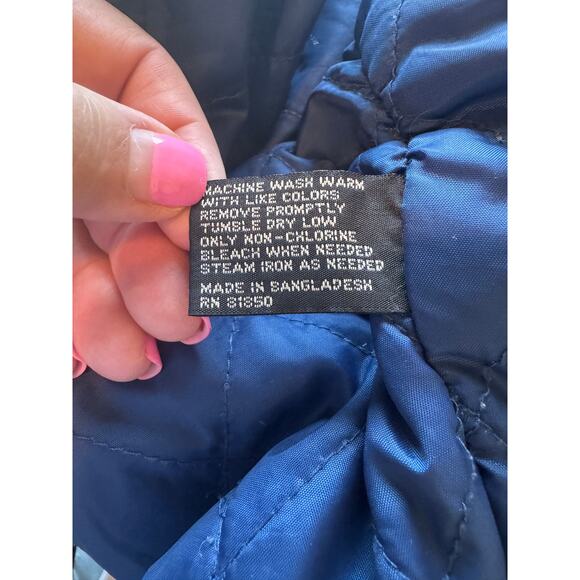 MACHINE WASH WARM
WITH LIKE COLORS
REMOVE PROMPTLY
TUMBLE DRY LOW
ONLY NON-CHLORINE
BLEACH WHEN NEEDED
STEAM IRON AS NEEDED
MADE IN BANGLADESH
RN 81850